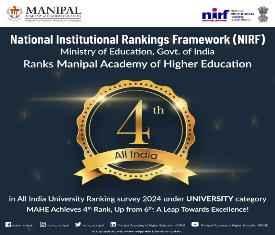 MANIPAL
nirf
National Institutional Rankings Framework (NIRF)
Ministry of Education, Govt. of India
Ranks Manipal Academy of Higher Education
4th
All India
in All India University Ranking survey 2024 under UNIVERSITY category
MAHE Achieves 4th Rank, Up from 6th: A Leap Towards Excellence!